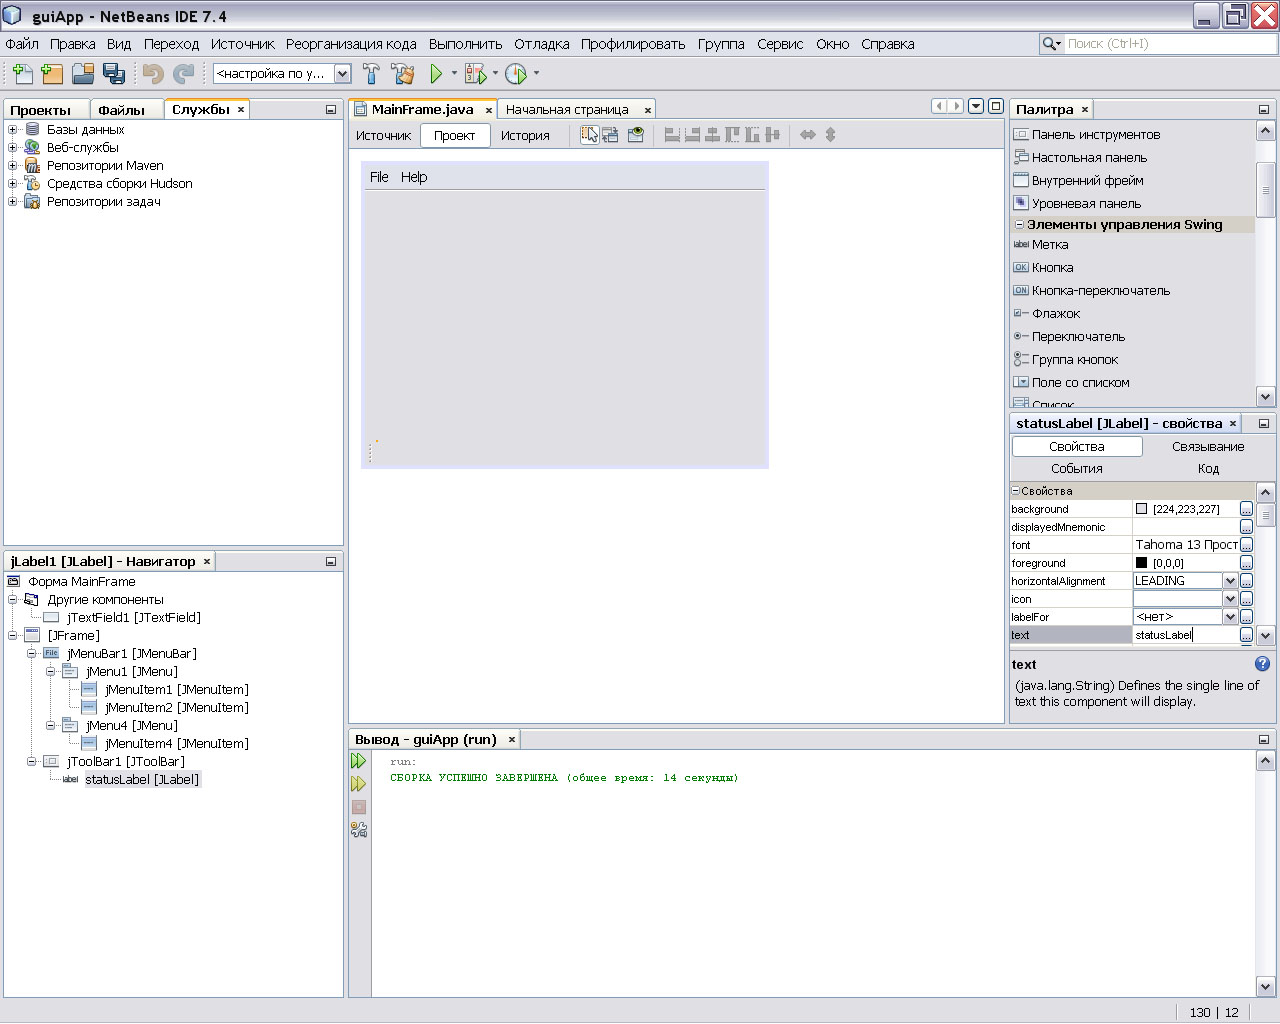 guiApp - NetBeans IDE 7.4
Файл Правка Вид Переход Источник Реорганизация кода Выполнить Отладка Профилировать Группа Сервис Окно Справка
Поиск (Ctrl+I)
<настройка по у...
Проекты Файлы Службы
Базы данных
Веб-службы
Репозитории Maven
Средства сборки Hudson
Репозитории задач
jLabel1 [JLabel] - Навигатор
Форма MainFrame
Другие компоненты
jTextField1 [JTextField]
[JFrame]
jMenuBar1 [JMenuBar]
jMenu1 [JMenu]
jMenuItem1 [JMenuItem]
jMenuItem2 [JMenuItem]
jMenu4 [JMenu]
jMenuItem4 [JMenuItem]
jToolBar1 [JToolBar]
statusLabel [JLabel]
MainFrame.java Начальная страница
Источник Проект История
File Help
Вывод - guiApp (run)
run:
СБОРКА УСПЕШНО ЗАВЕРШЕНА (общее время: 14 секунды)
Палитра
Панель инструментов
Настольная панель
Внутренний фрейм
Уровневая панель
Элементы управления Swing
label Метка
OK Кнопка
ON Кнопка-переключатель
Флажок
Переключатель
Группа кнопок
Поле со списком
Список
statusLabel [JLabel] - свойства
Свойства Связывание
События Код
Свойства
background [224,223,227] ...
displayedMnemonic ...
font Tahoma 13 Прост ...
foreground [0,0,0] ...
horizontalAlignment LEADING ...
icon ...
labelFor <нет> ...
text statusLabel ...
text
(java.lang.String) Defines the single line of
text this component will display.
130 | 12